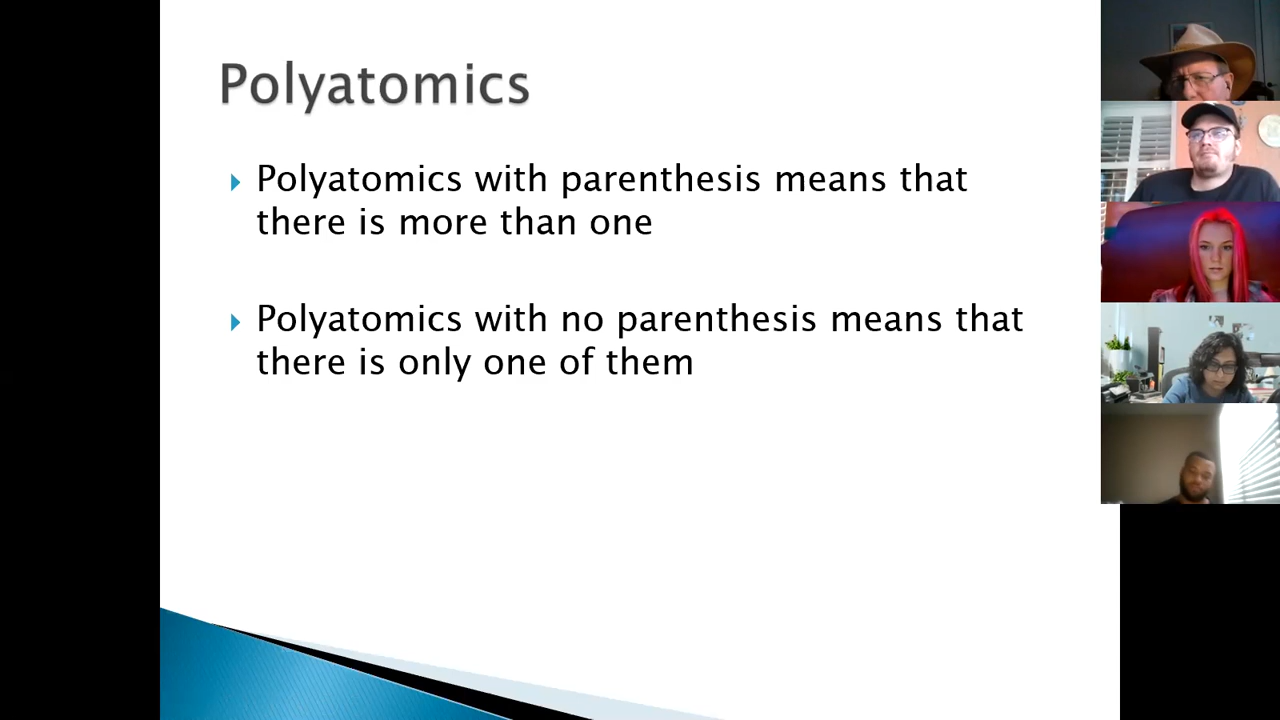 Polyatomics
Polyatomics with parenthesis means that
there is more than one
Polyatomics with no parenthesis means that
there is only one of them